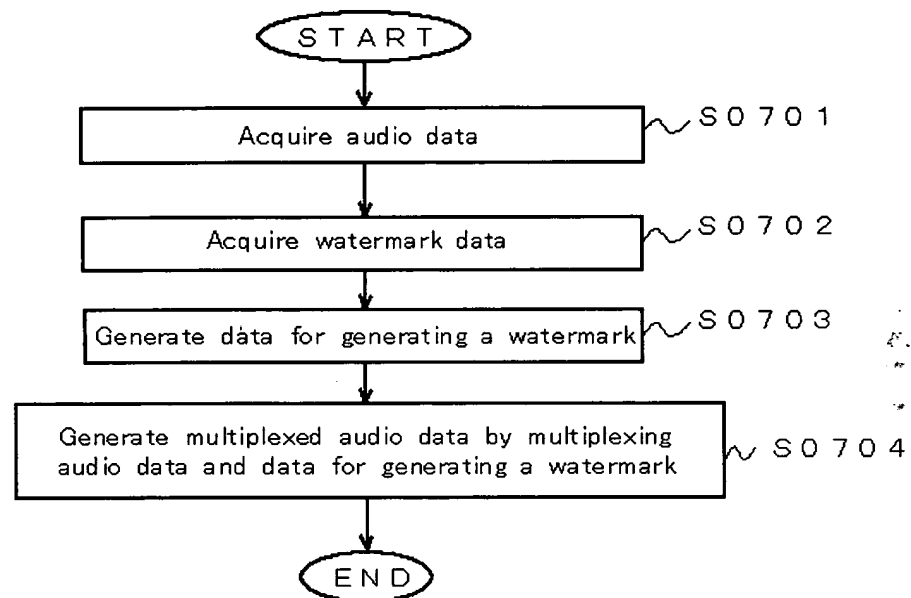 START
Acquire audio data
S0701
Acquire watermark data
S0702
Generate data for generating a watermark
S0703
Generate multiplexed audio data by multiplexing
audio data and data for generating a watermark
S0704
END